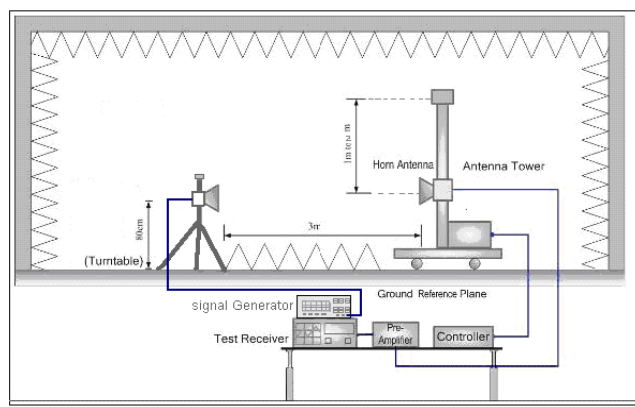 1m to 4 m
Horn Antenna
Antenna Tower
3m
80cm
(Turntable)
Ground Reference Plane
signal Generator
Test Receiver
Pre-
Amplifier
Controller